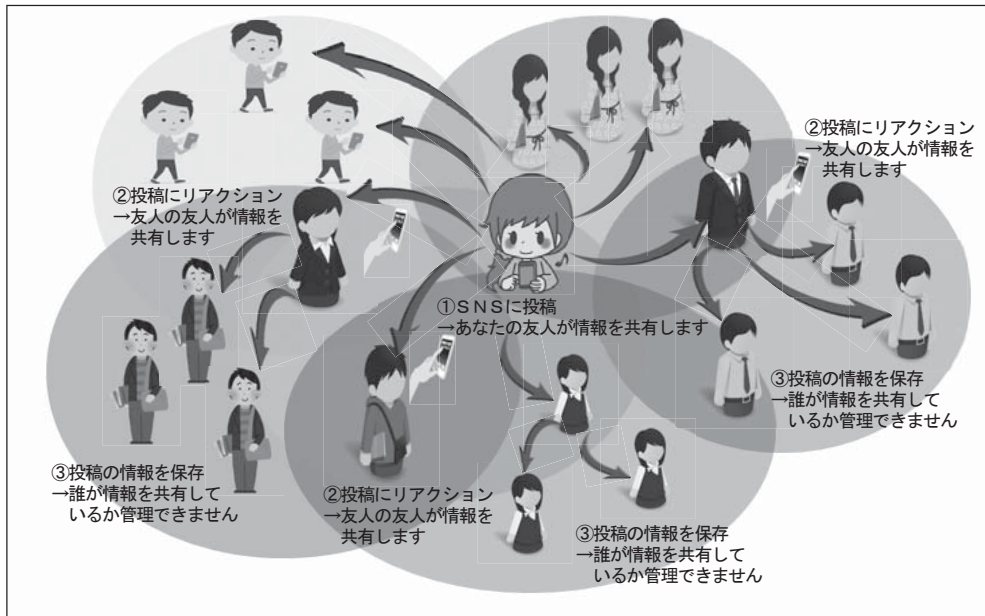 ②投稿にリアクション
→友人の友人が情報を
共有します
②投稿にリアクション
→友人の友人が情報を
共有します
①ＳＮＳに投稿
→あなたの友人が情報を共有します
③投稿の情報を保存
→誰が情報を共有して
いるか管理できません
③投稿の情報を保存
→誰が情報を共有して
いるか管理できません
②投稿にリアクション
→友人の友人が情報を
共有します
③投稿の情報を保存
→誰が情報を共有して
いるか管理できません